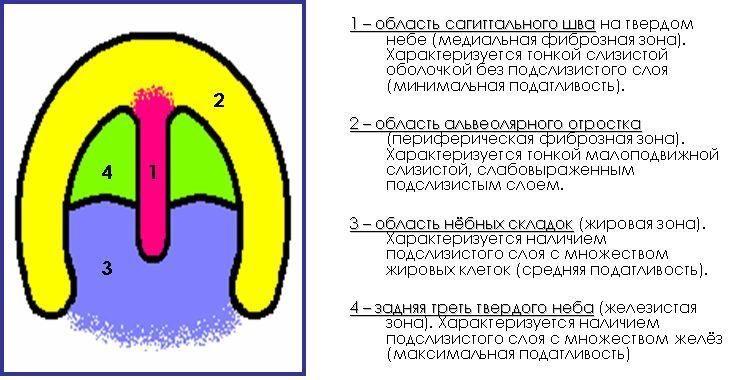 2
4
1
3
1 – область сагиттального шва на твердом
небе (медиальная фиброзная зона).
Характеризуется тонкой слизистой
оболочкой без подслизистого слоя
(минимальная податливость).
2 – область альвеолярного отростка
(периферическая фиброзная зона).
Характеризуется тонкой малоподвижной
слизистой, слабовыраженным
подслизистым слоем.
3 – область нёбных складок (жировая зона).
Характеризуется наличием
подслизистого слоя с множеством
жировых клеток (средняя податливость).
4 – задняя треть твердого неба (железистая
зона). Характеризуется наличием
подслизистого слоя с множеством желёз
(максимальная податливость)